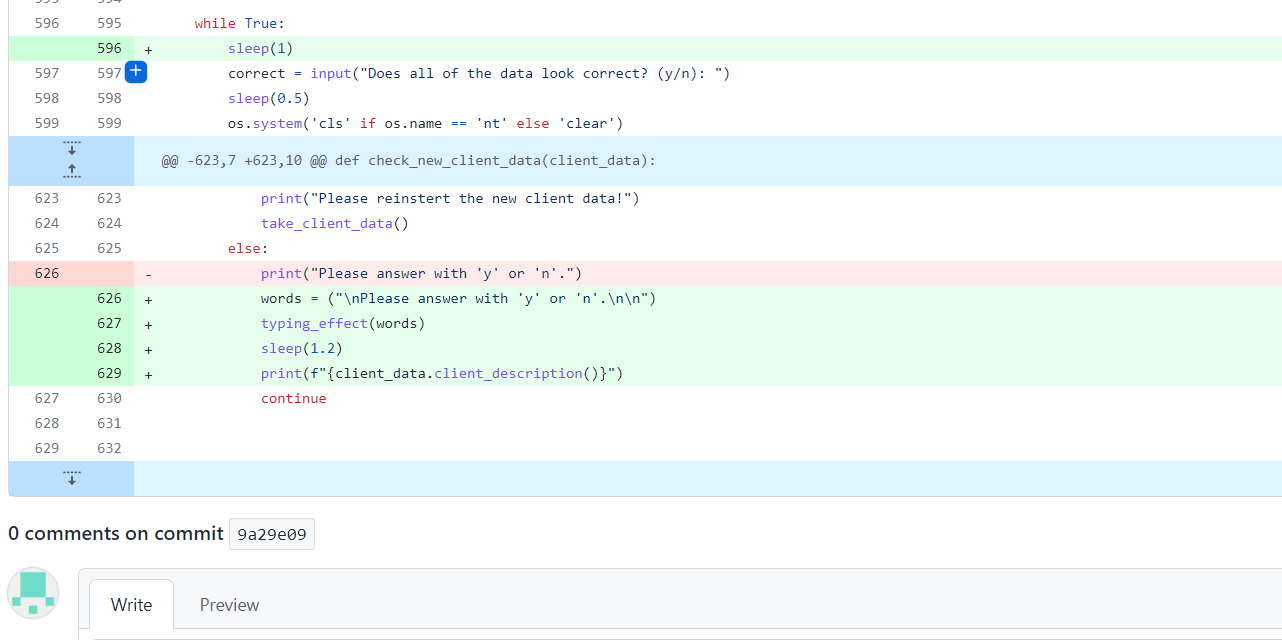 596 595 while True:
596 + sleep(1)
597 597 correct = input("Does all of the data look correct? (y/n): ")
598 598 sleep(0.5)
599 599 os.system('cls' if os.name == 'nt' else 'clear')
@@ -623,7 +623,10 @@ def check_new_client_data(client_data):
623 623 print("Please reinstert the new client data!")
624 624 take_client_data()
625 625 else:
626 - print("Please answer with 'y' or 'n'.")
626 + words = ("\nPlease answer with 'y' or 'n'.\n\n")
627 + typing_effect(words)
628 + sleep(1.2)
629 + print(f"{client_data.client_description()}")
627 630 continue
628 631
629 632
0 comments on commit 9a29e09
Write Preview